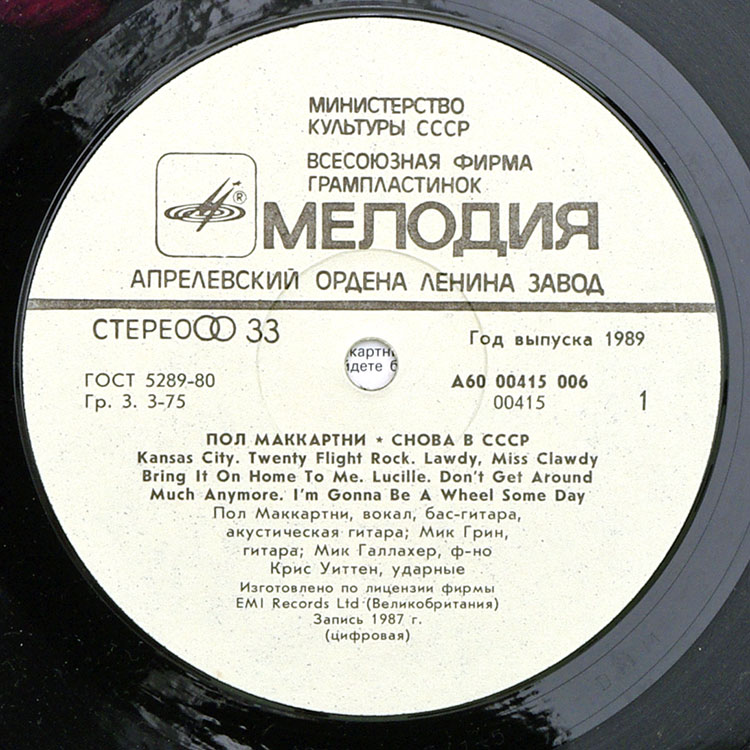 МИНИСТЕРСТВО
КУЛЬТУРЫ СССР
ВСЕСОЮЗНАЯ ФИРМА
ГРАМПЛАСТИНОК
®
МЕЛОДИЯ
АПРЕЛЕВСКИЙ ОРДЕНА ЛЕНИНА ЗАВОД
СТЕРЕО 33
Год выпуска 1989
картн
йдете б
ГОСТ 5289-80
Гр. 3. 3-75
А60 00415 006
00415
1
ПОЛ МАККАРТНИ * СНОВА В СССР
Kansas City. Twenty Flight Rock. Lawdy, Miss Clawdy
Bring It On Home To Me. Lucille. Don't Get Around
Much Anymore. I'm Gonna Be A Wheel Some Day
Пол Маккартни, вокал, бас-гитара,
акустическая гитара; Мик Грин,
гитара; Мик Галлахер, ф-но
Крис Уиттен, ударные
Изготовлено по лицензии фирмы
EMI Records Ltd (Великобритания)
Запись 1987 г.
(цифровая)